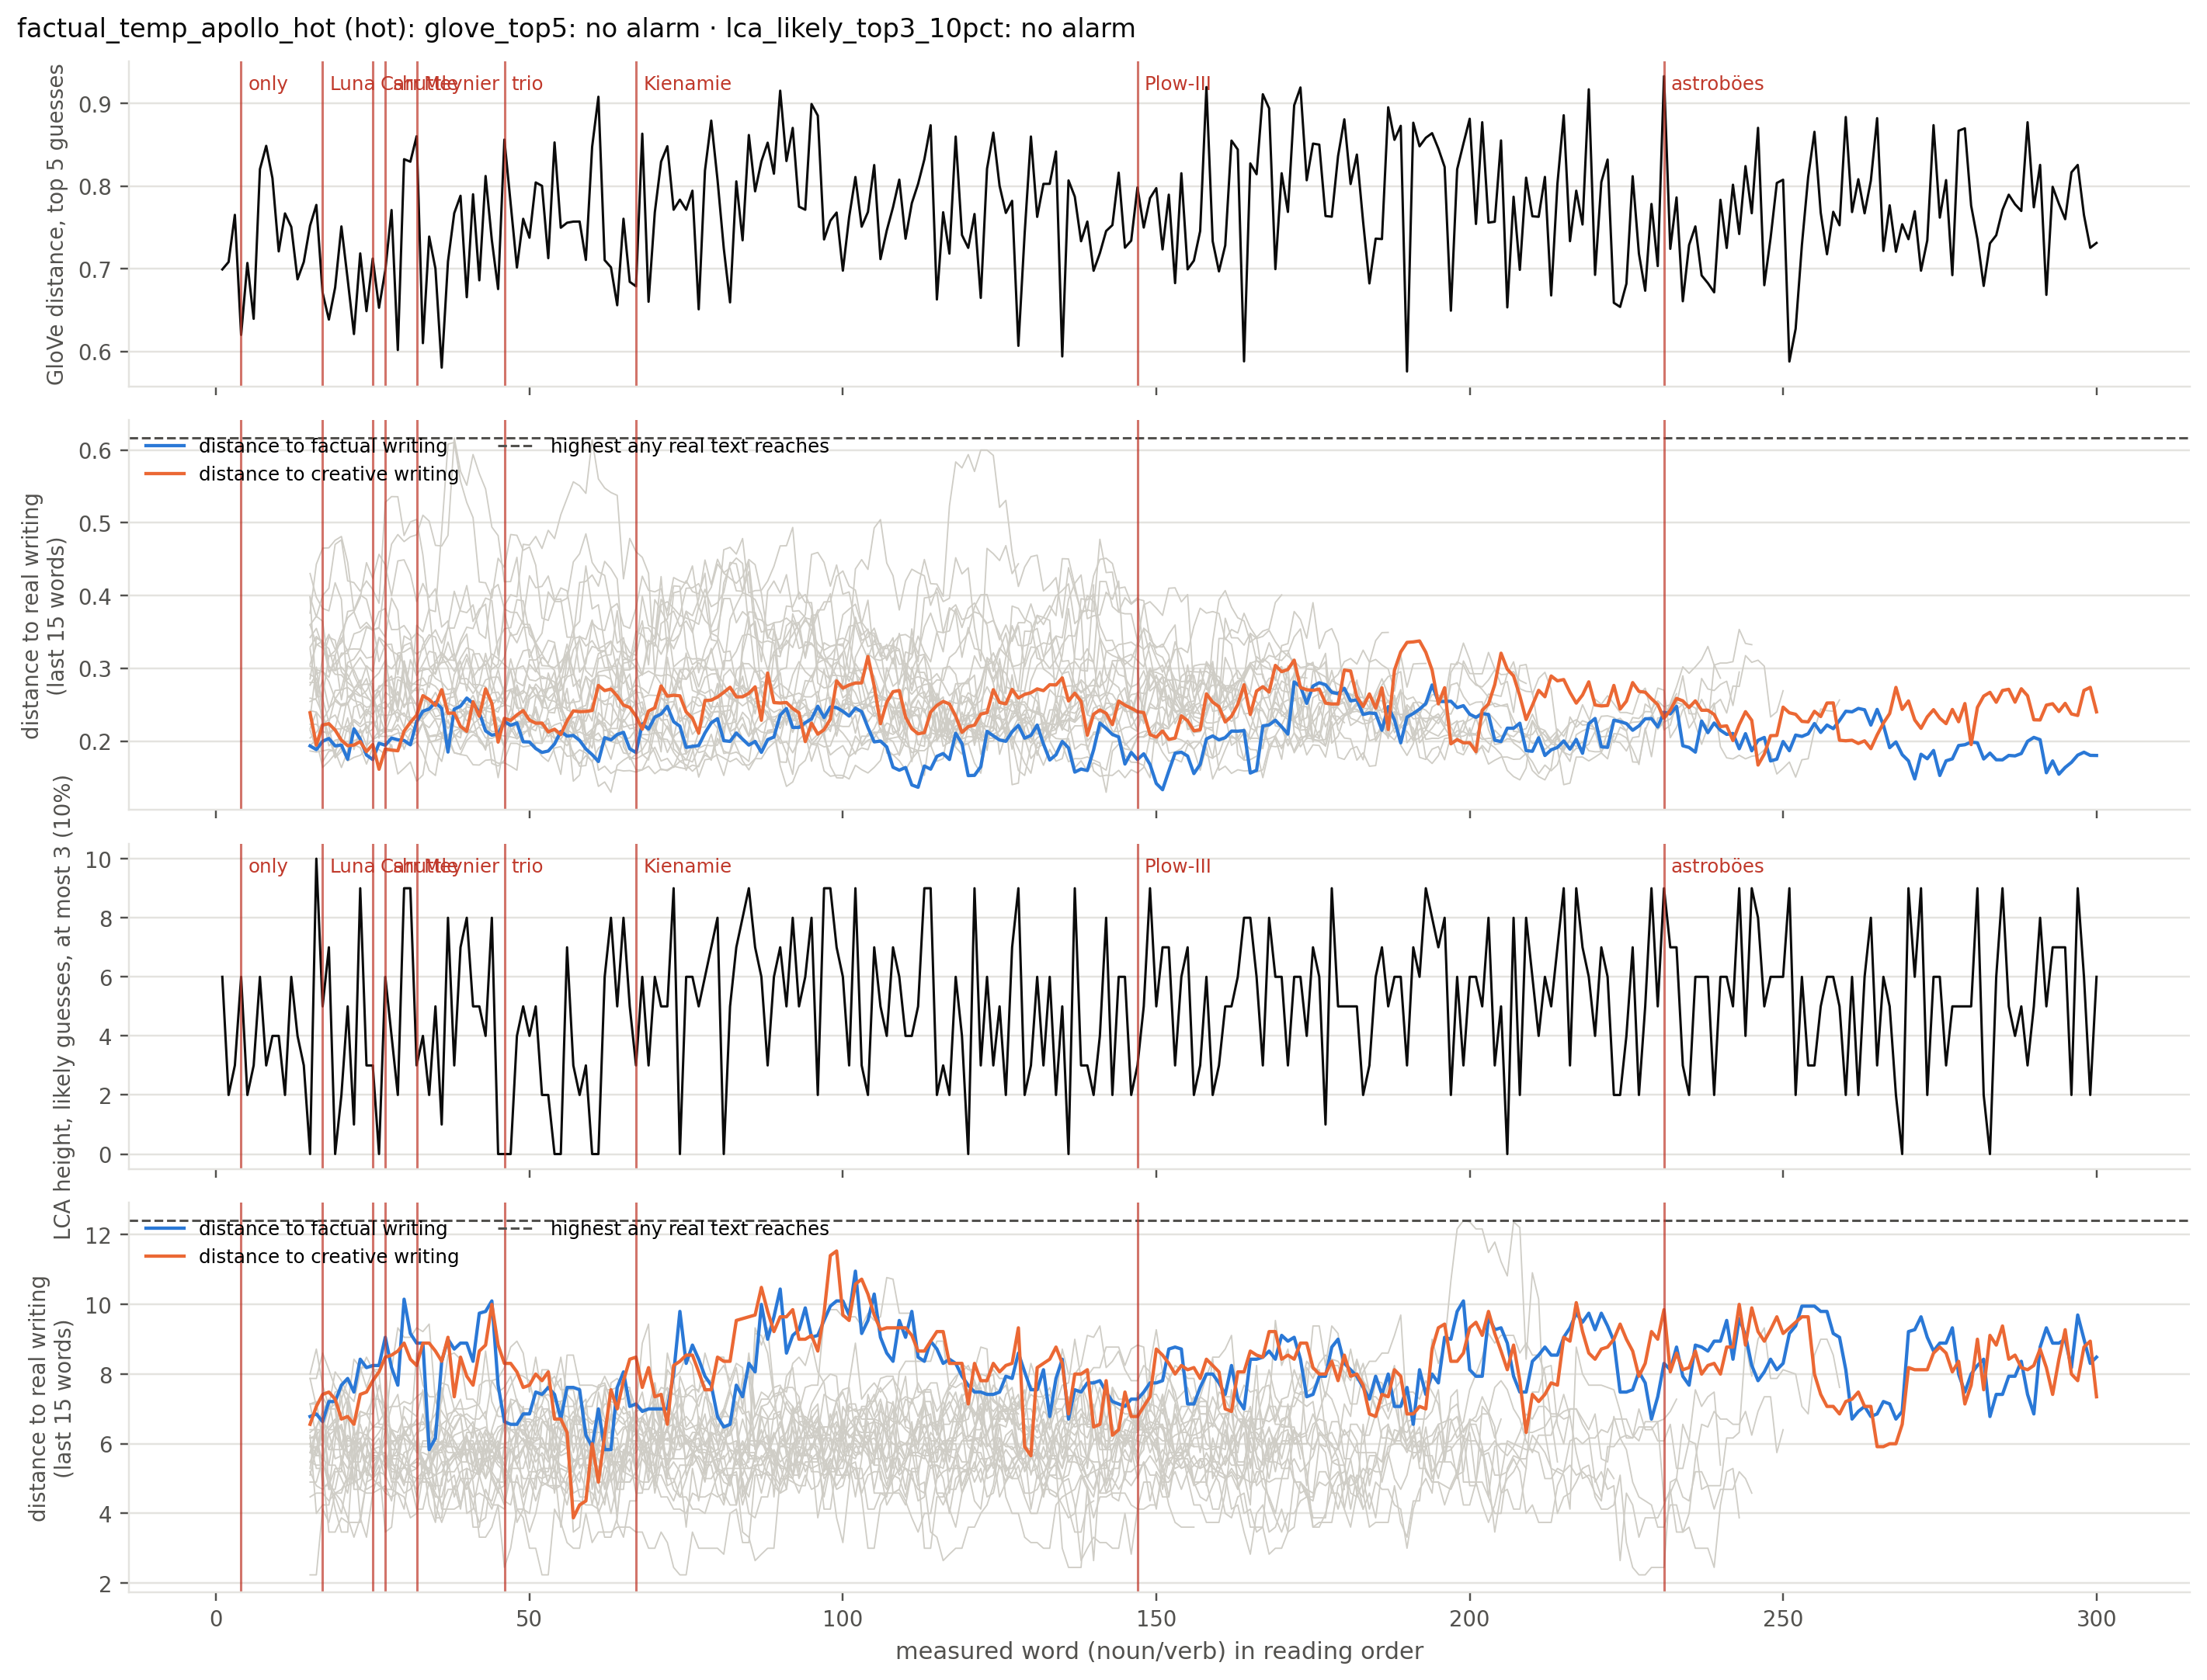 factual_temp_apollo_hot (hot): glove_top5: no alarm · lca_likely_top3_10pct: no alarm
GloVe distance, top 5 guesses
0.9
0.8
0.7
0.6
only
Luna
trio
Kienamie
Plow-III
astroböes
distance to real writing
(last 15 words)
0.6
0.5
0.4
0.3
0.2
distance to factual writing
distance to creative writing
highest any real text reaches
LCA height, likely guesses, at most 3 (10%)
10
8
6
4
2
0
only
Luna
trio
Kienamie
Plow-III
astroböes
distance to real writing
(last 15 words)
12
10
8
6
4
2
distance to factual writing
distance to creative writing
highest any real text reaches
0
50
100
150
200
250
300
measured word (noun/verb) in reading order